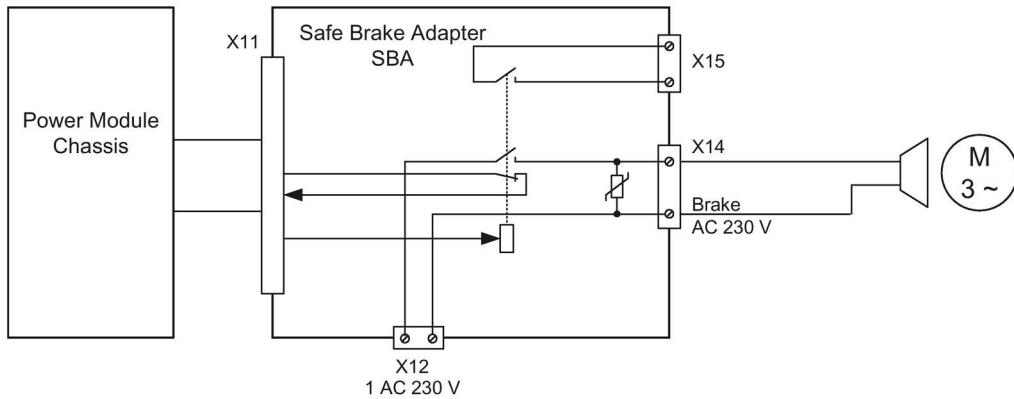 Safe Brake Adapter
SBA
X11
X15
Power Module
Chassis
X14
M
3 ~
Brake
AC 230 V
X12
1 AC 230 V